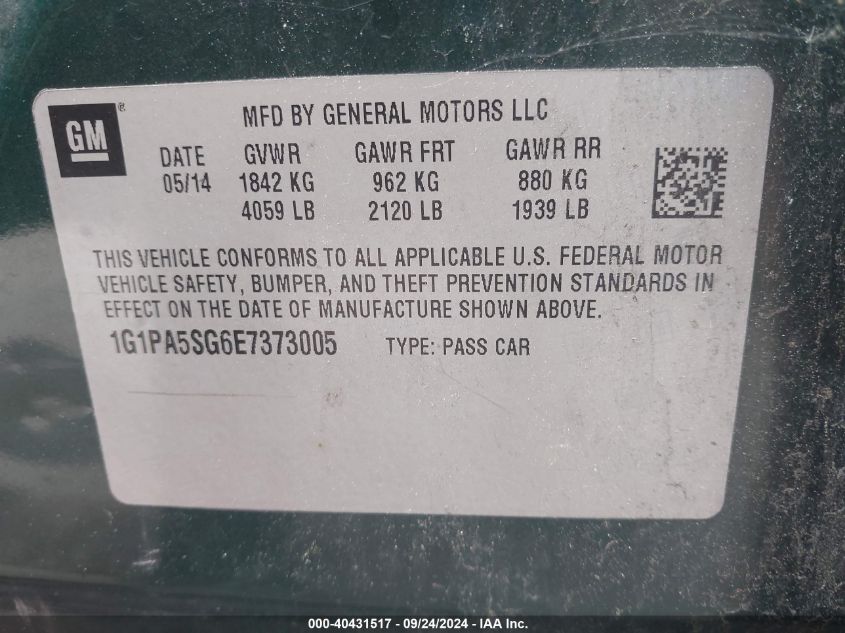 GM ®
MFD BY GENERAL MOTORS LLC
DATE GVWR GAWR FRT GAWR RR
05/14 1842 KG 962 KG 880 KG
4059 LB 2120 LB 1939 LB
THIS VEHICLE CONFORMS TO ALL APPLICABLE U.S. FEDERAL MOTOR
VEHICLE SAFETY, BUMPER, AND THEFT PREVENTION STANDARDS IN
EFFECT ON THE DATE OF MANUFACTURE SHOWN ABOVE.
1G1PA5SG6E7373005 TYPE: PASS CAR
000-40431517 - 09/24/2024 - IAA Inc.